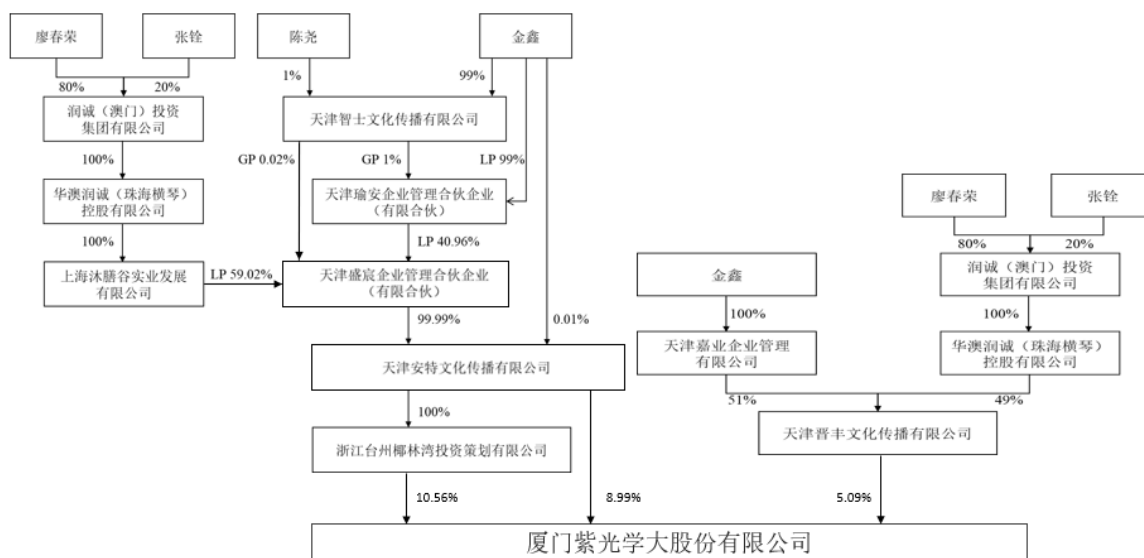 廖春荣
张铨
陈尧
金鑫
80%
20%
1%
99%
润诚（澳门）投资
集团有限公司
天津智士文化传播有限公司
100%
GP 0.02%
GP 1%
LP 99%
华澳润诚（珠海横琴）
控股有限公司
天津瑜安企业管理合伙企业
（有限合伙）
廖春荣
张铨
100%
LP 40.96%
80%
20%
上海沐膳谷实业发展
有限公司
LP 59.02%
天津盛宸企业管理合伙企业
（有限合伙）
金鑫
润诚（澳门）投资
集团有限公司
99.99%
0.01%
100%
100%
天津安特文化传播有限公司
天津嘉业企业管理
有限公司
华澳润诚（珠海横琴）
控股有限公司
100%
51%
49%
浙江台州椰林湾投资策划有限公司
天津晋丰文化传播有限公司
10.56%
8.99%
5.09%
厦门紫光学大股份有限公司